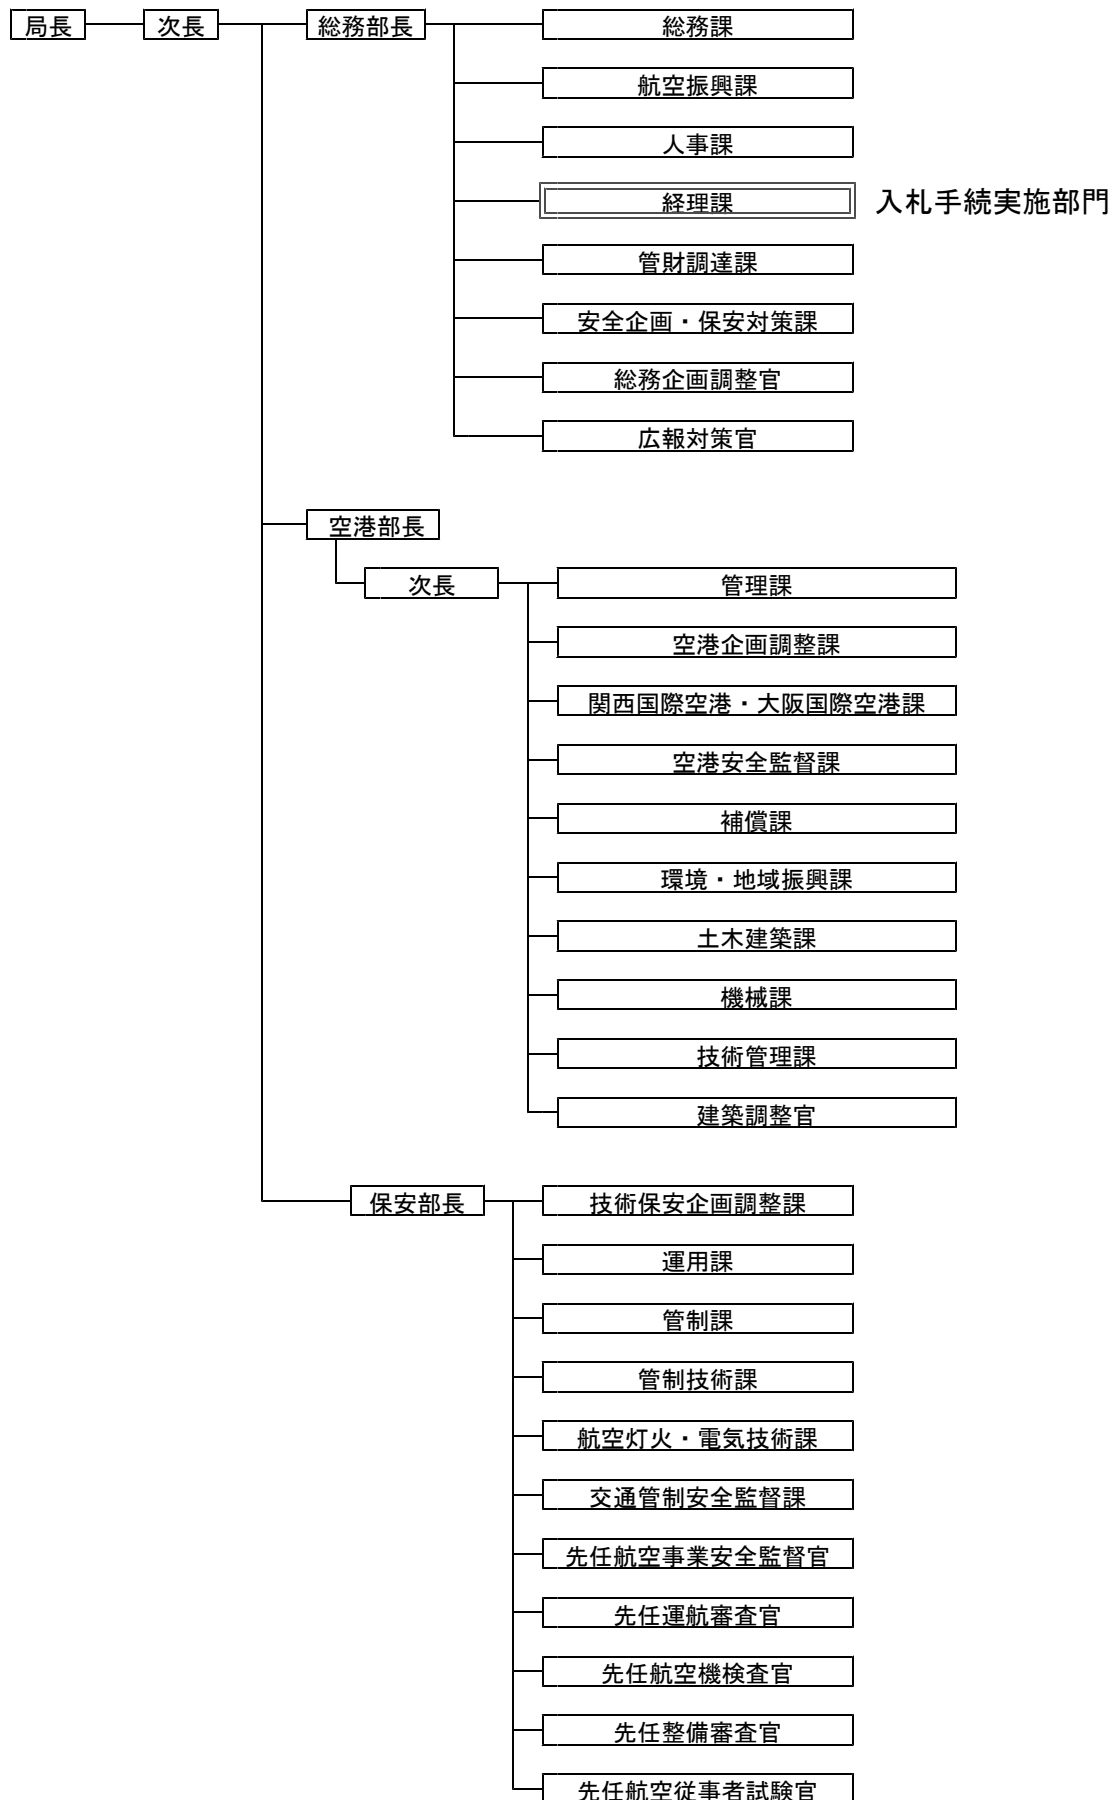 局長 次長 総務部長 総務課
航空振興課
人事課
経理課 入札手続実施部門
管財調達課
安全企画・保安対策課
総務企画調整官
広報対策官
空港部長
次長 管理課
空港企画調整課
関西国際空港・大阪国際空港課
空港安全監督課
補償課
環境・地域振興課
土木建築課
機械課
技術管理課
建築調整官
保安部長 技術保安企画調整課
運用課
管制課
管制技術課
航空灯火・電気技術課
交通管制安全監督課
先任航空事業安全監督官
先任運航審査官
先任航空機検査官
先任整備審査官
先任航空従事者試験官